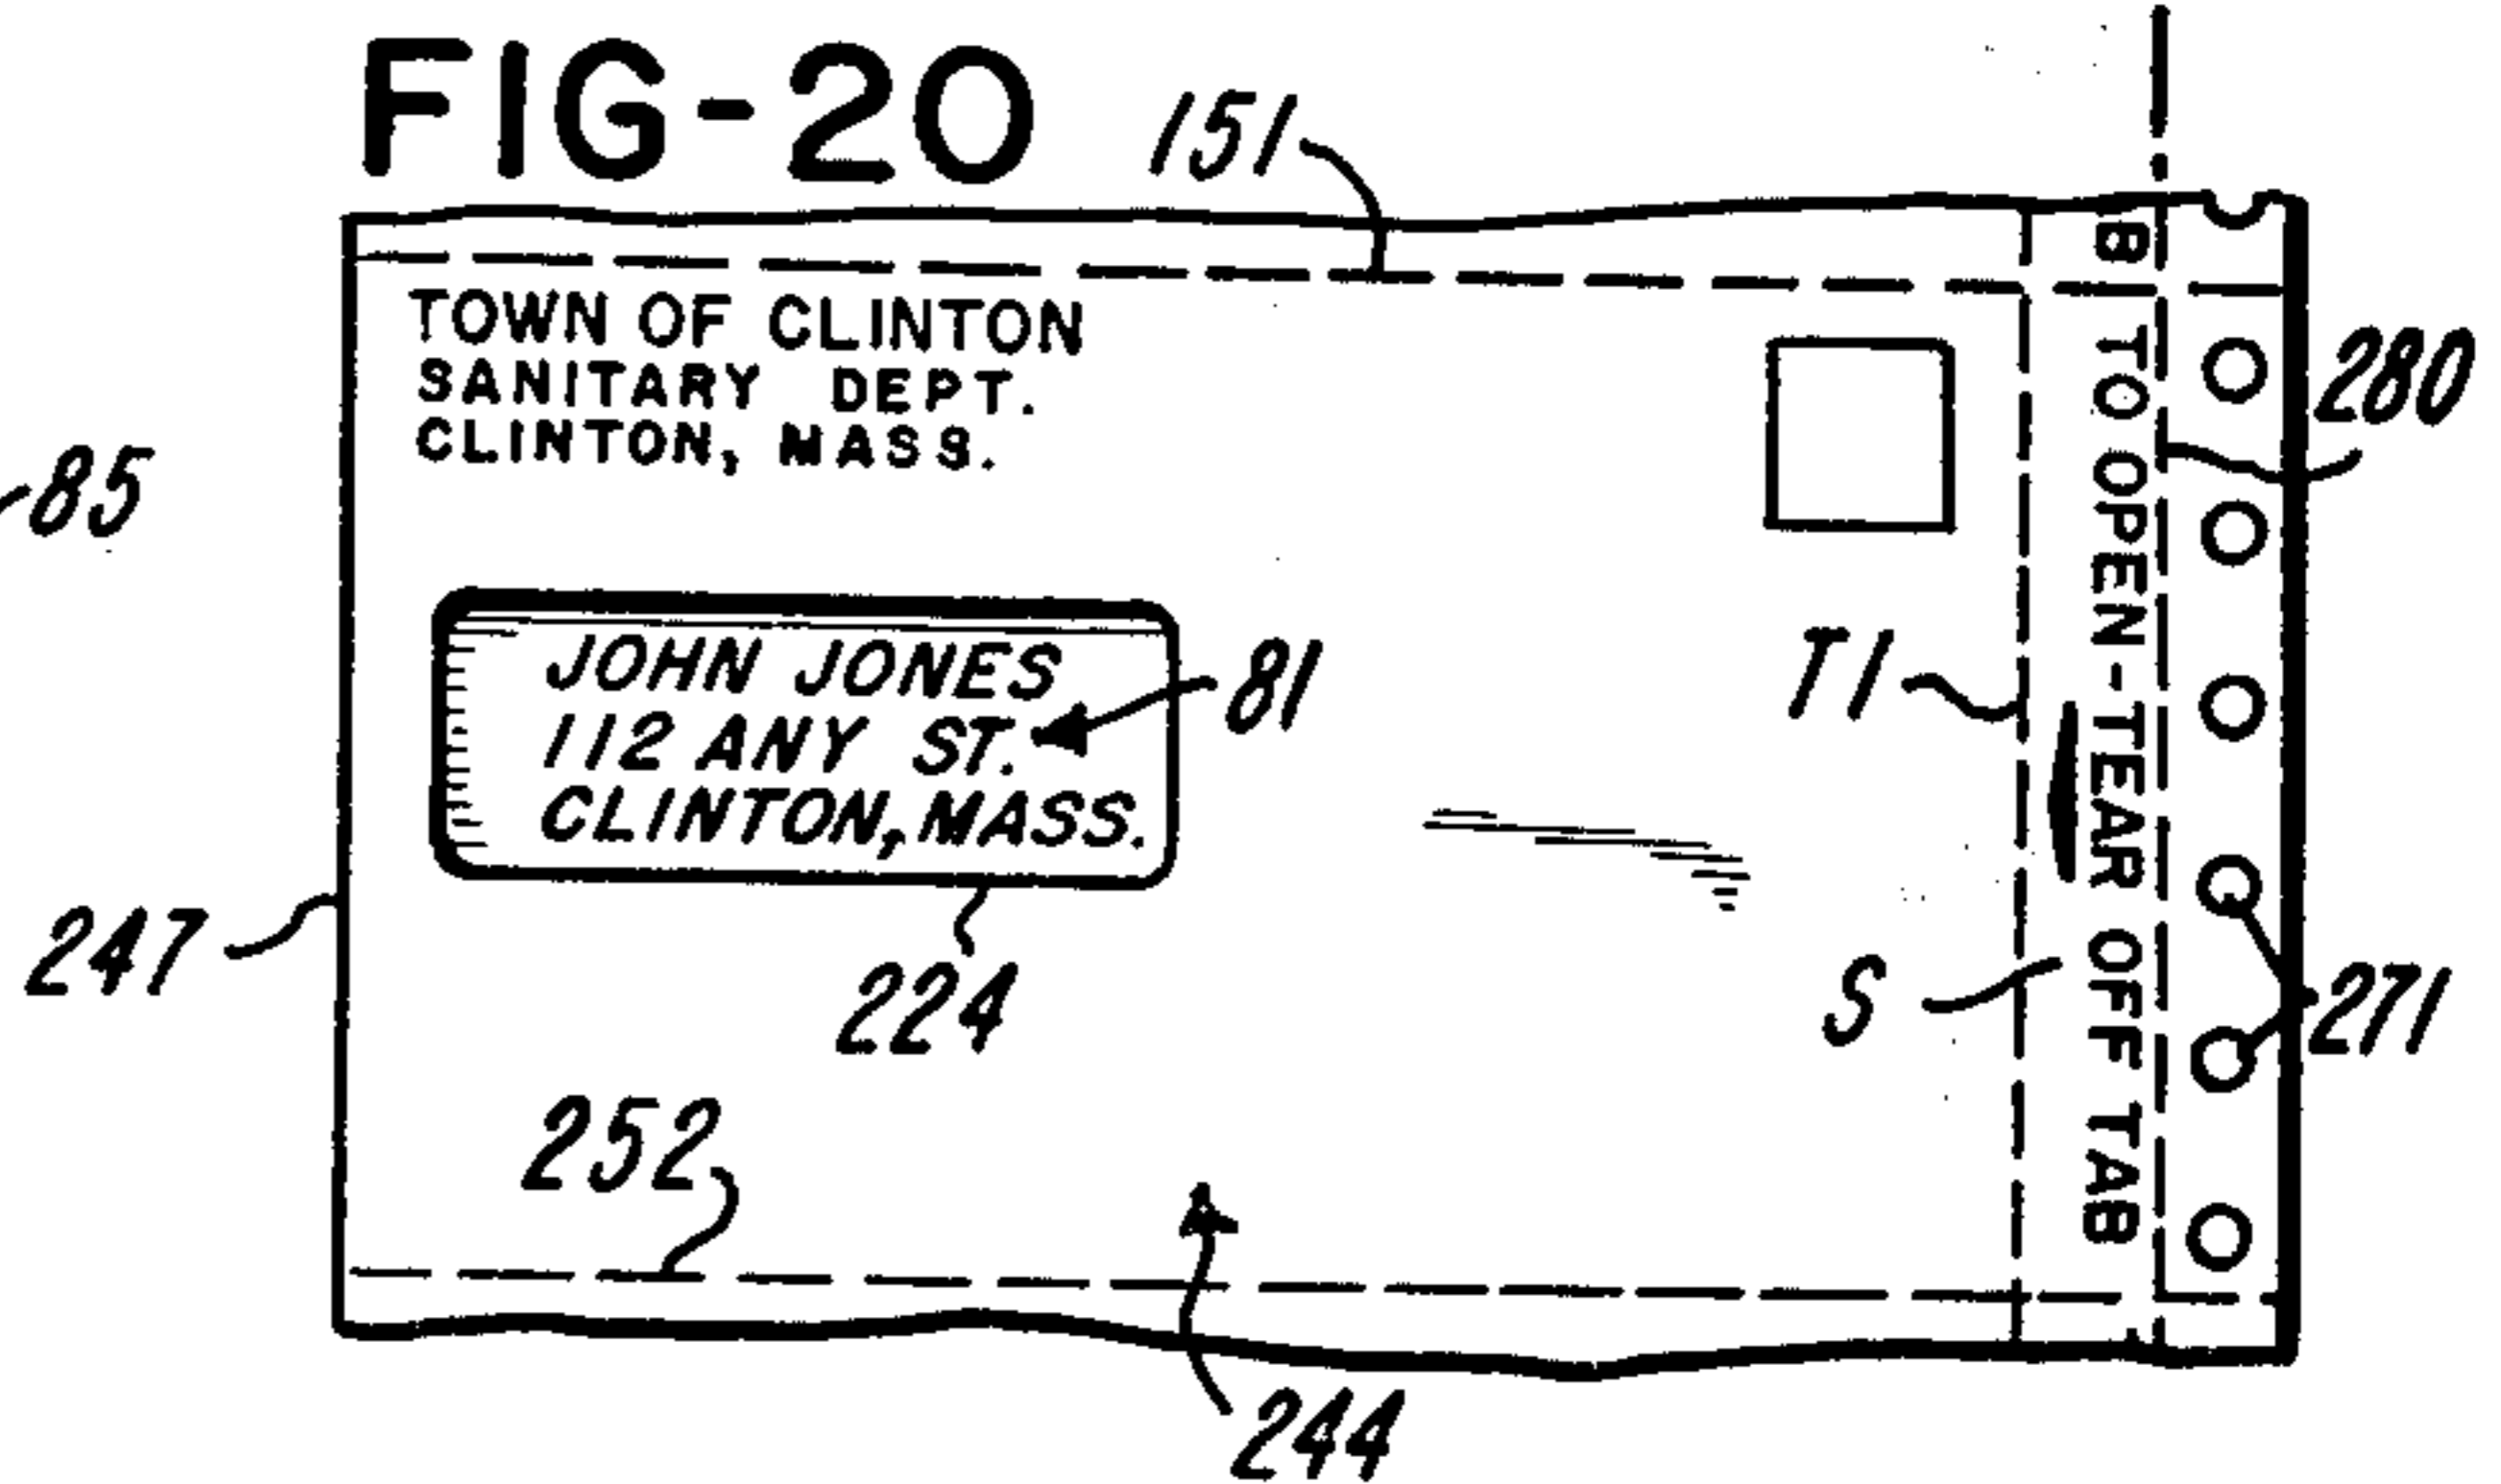 FIG-20
151
TOWN OF CLINTON
SANITARY DEPT.
CLINTON, MASS.
280
85
JOHN JONES
112 ANY ST.
CLINTON, MASS.
81
T1
B TO OPEN-TEAR OFF TAB
247
224
S
271
252
244